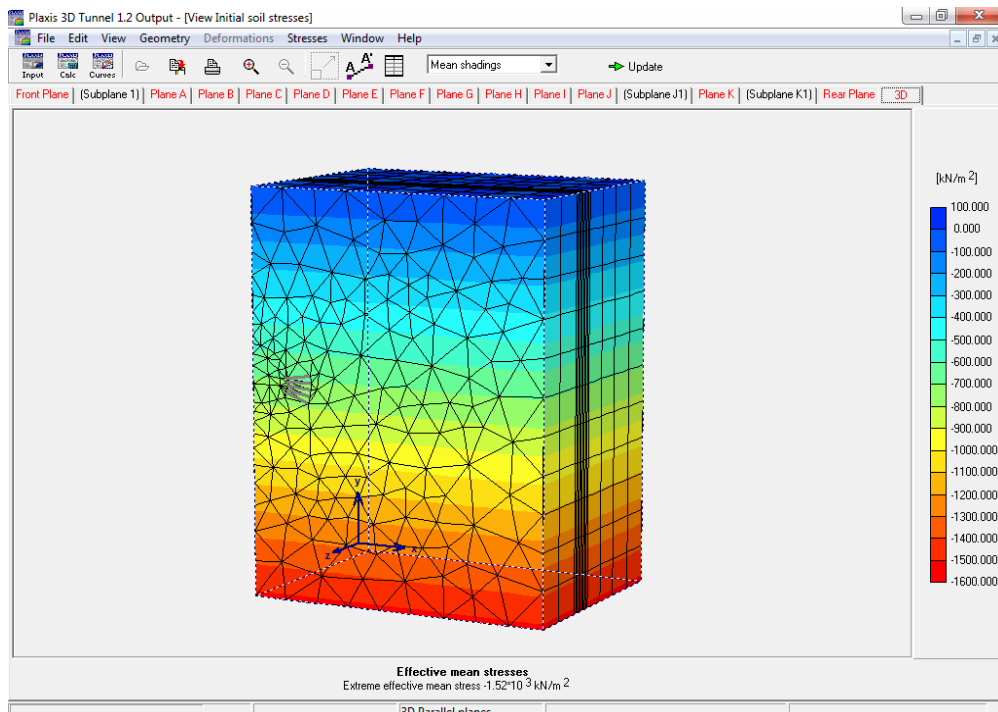 Plaxis 3D Tunnel 1.2 Output - [View Initial soil stresses]
File Edit View Geometry Deformations Stresses Window Help
Input Calc Curves A A' Mean shadings Update
Front Plane (Subplane 1) Plane A Plane B Plane C Plane D Plane E Plane F Plane G Plane H Plane I Plane J (Subplane J1) Plane K (Subplane K1) Rear Plane 3D
[kN/m 2]
100.000
0.000
-100.000
-200.000
-300.000
-400.000
-500.000
-600.000
-700.000
-800.000
-900.000
-1000.000
-1100.000
-1200.000
-1300.000
-1400.000
-1500.000
-1600.000
y
x
z
Effective mean stresses
Extreme effective mean stress -1.52*10 3 kN/m 2
3D Parallel planes